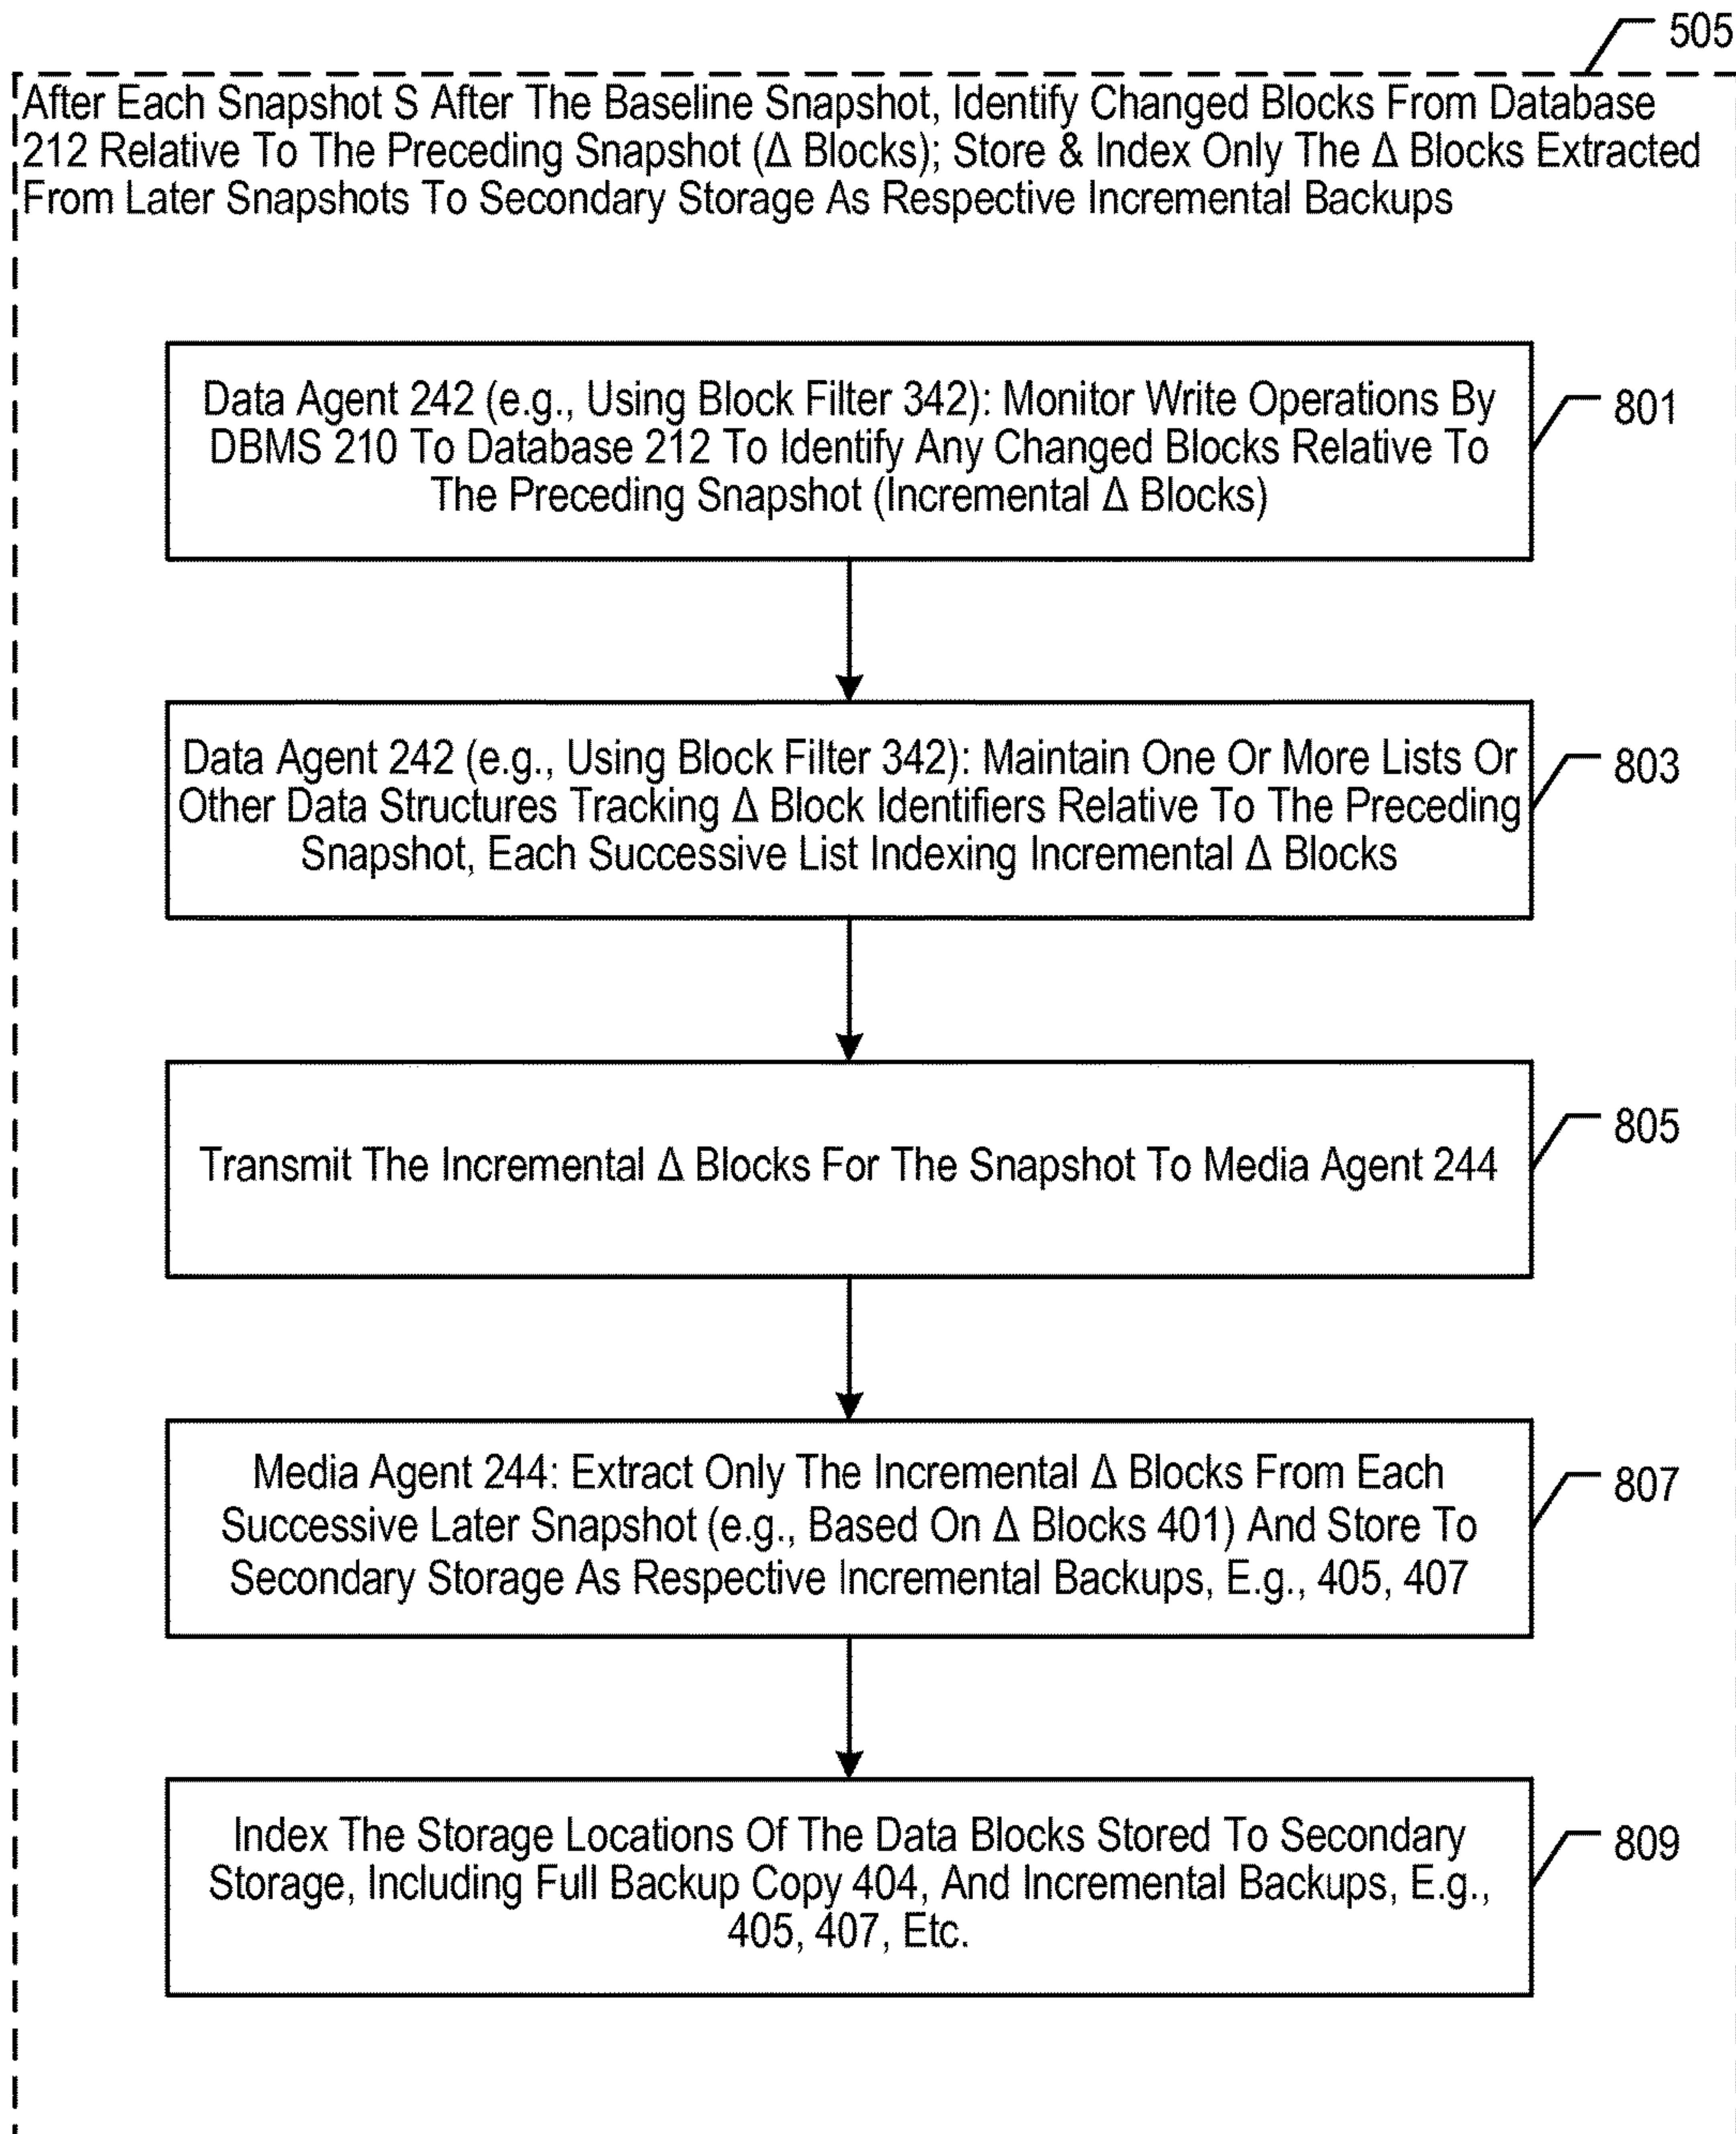 505
After Each Snapshot S After The Baseline Snapshot, Identify Changed Blocks From Database
212 Relative To The Preceding Snapshot (Δ Blocks); Store & Index Only The Δ Blocks Extracted
From Later Snapshots To Secondary Storage As Respective Incremental Backups
Data Agent 242 (e.g., Using Block Filter 342): Monitor Write Operations By
DBMS 210 To Database 212 To Identify Any Changed Blocks Relative To
The Preceding Snapshot (Incremental Δ Blocks)
801
Data Agent 242 (e.g., Using Block Filter 342): Maintain One Or More Lists Or
Other Data Structures Tracking Δ Block Identifiers Relative To The Preceding
Snapshot, Each Successive List Indexing Incremental Δ Blocks
803
Transmit The Incremental Δ Blocks For The Snapshot To Media Agent 244
805
Media Agent 244: Extract Only The Incremental Δ Blocks From Each
Successive Later Snapshot (e.g., Based On Δ Blocks 401) And Store To
Secondary Storage As Respective Incremental Backups, E.g., 405, 407
807
Index The Storage Locations Of The Data Blocks Stored To Secondary
Storage, Including Full Backup Copy 404, And Incremental Backups, E.g.,
405, 407, Etc.
809